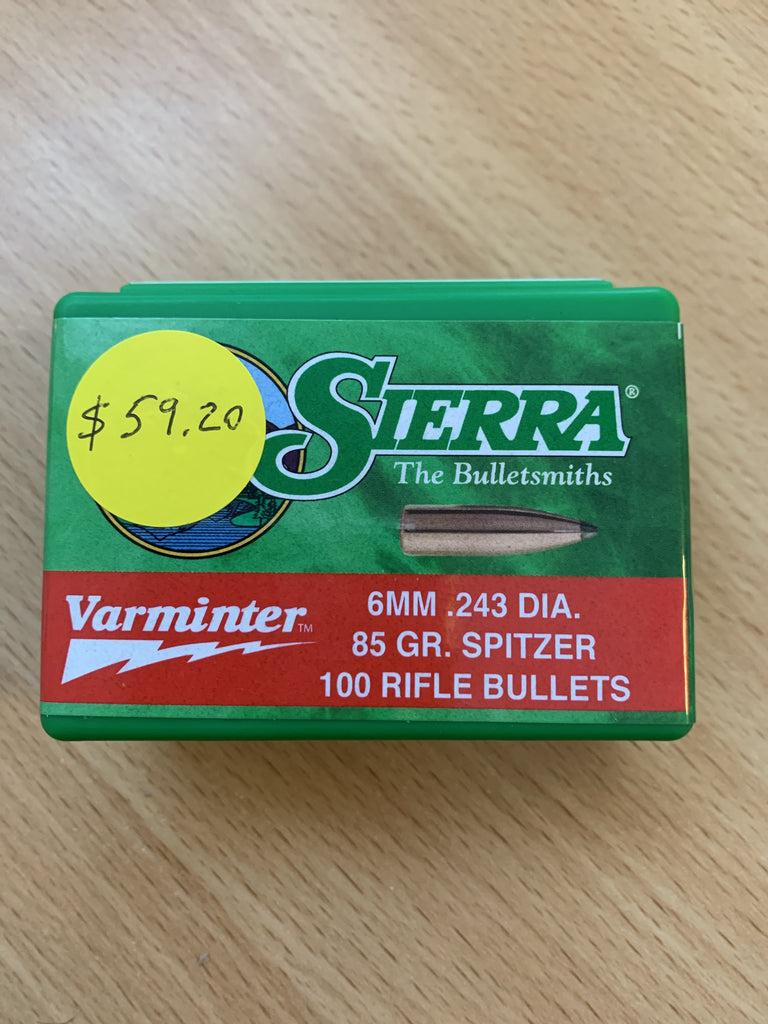 $59.20
SIERRA®
The Bulletsmiths
Varminter™
6MM .243 DIA.
85 GR. SPITZER
100 RIFLE BULLETS